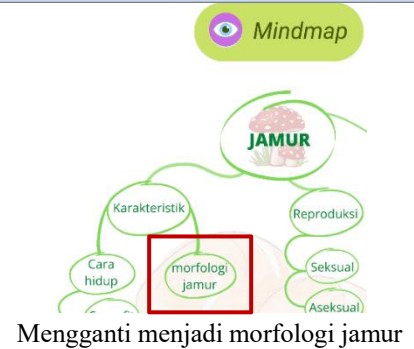 Mindmap
JAMUR
Karakteristik
Reproduksi
Cara
hidup
morfologi
jamur
Seksual
Aseksual
Mengganti menjadi morfologi jamur